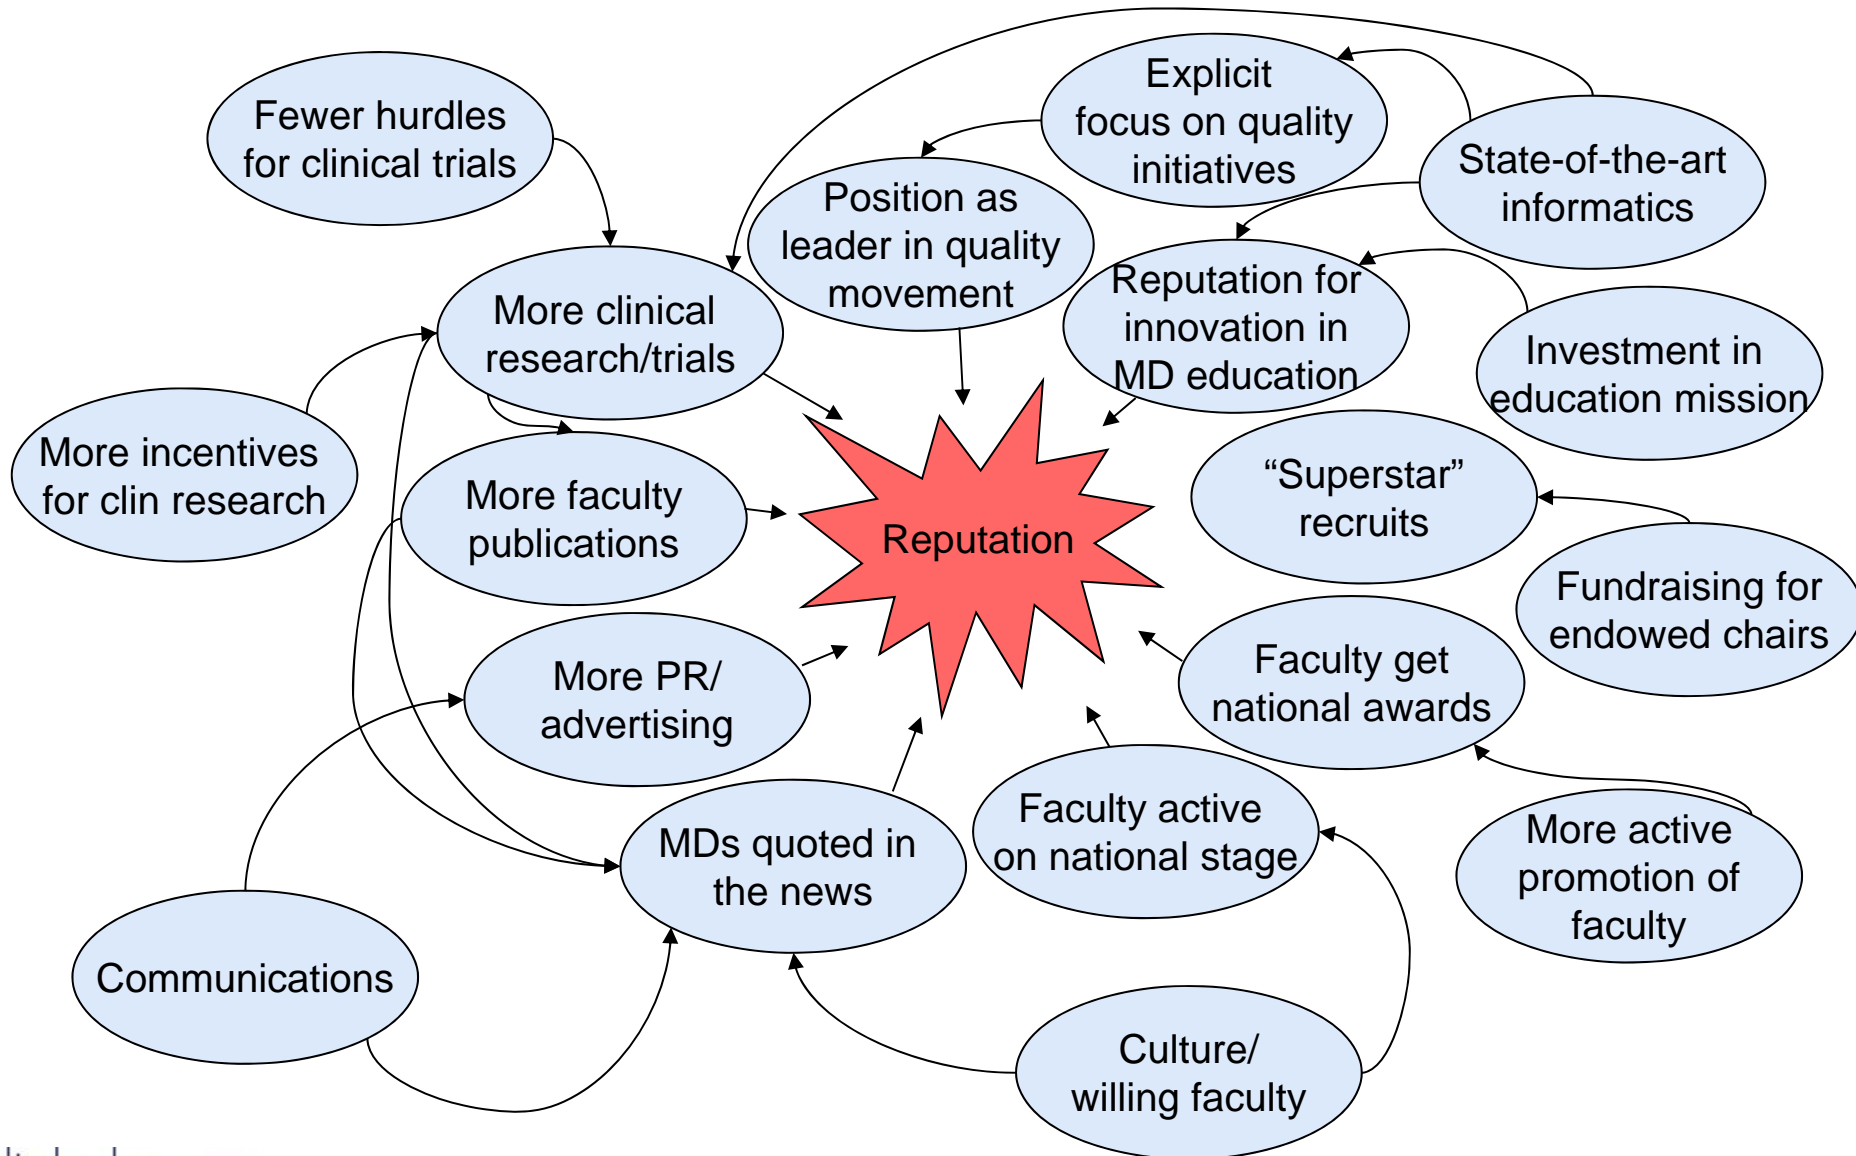 Fewer hurdles
for clinical trials
Explicit
focus on quality
initiatives
State-of-the-art
informatics
Position as
leader in quality
movement
Reputation for
innovation in
MD education
More clinical
research/trials
Investment in
education mission
More incentives
for clin research
"Superstar"
recruits
More faculty
publications
Reputation
Fundraising for
endowed chairs
Faculty get
national awards
More PR/
advertising
Faculty active
on national stage
MDs quoted in
the news
More active
promotion of
faculty
Communications
Culture/
willing faculty